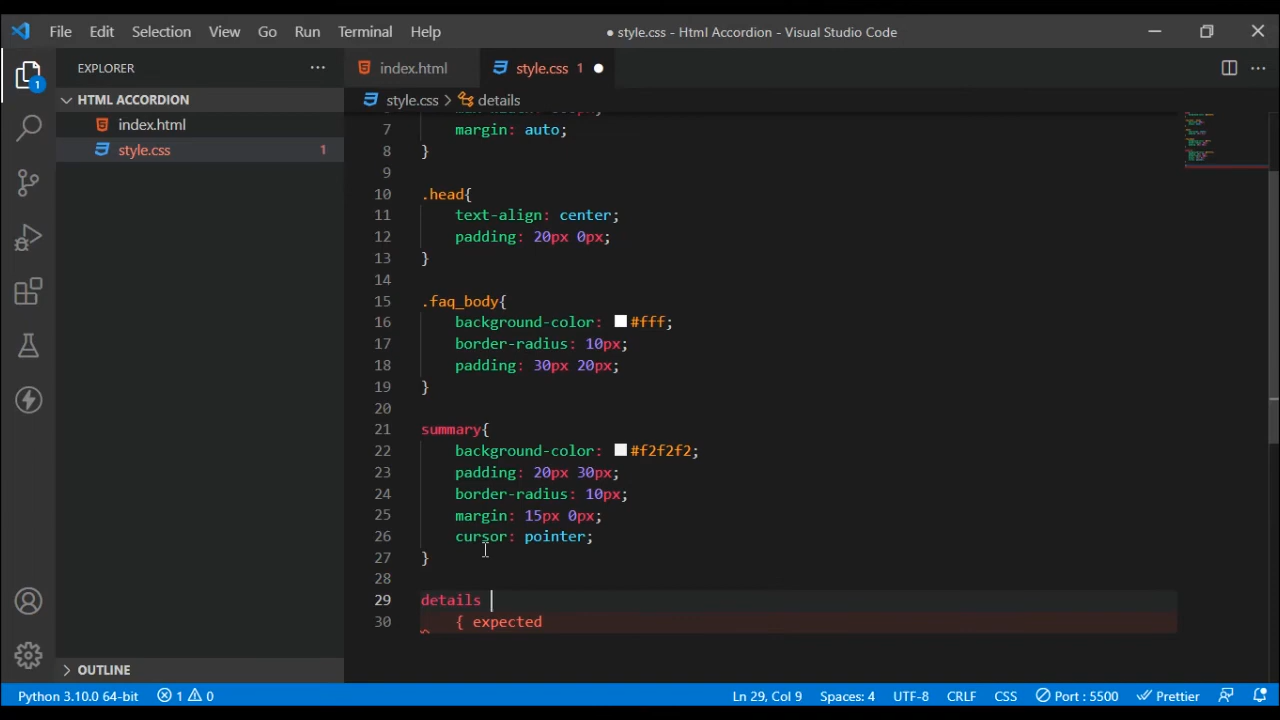 File Edit Selection View Go Run Terminal Help
● style.css - Html Accordion - Visual Studio Code
EXPLORER
HTML ACCORDION
index.html
style.css 1
OUTLINE
1
index.html
style.css 1
style.css > details
7 margin: auto;
8 }
9
10 .head{
11 text-align: center;
12 padding: 20px 0px;
13 }
14
15 .faq_body{
16 background-color: #fff;
17 border-radius: 10px;
18 padding: 30px 20px;
19 }
20
21 summary{
22 background-color: #f2f2f2;
23 padding: 20px 30px;
24 border-radius: 10px;
25 margin: 15px 0px;
26 cursor: pointer;
27 }
28
29 details
30 { expected
Python 3.10.0 64-bit 1 0 Ln 29, Col 9 Spaces: 4 UTF-8 CRLF CSS Port : 5500 Prettier